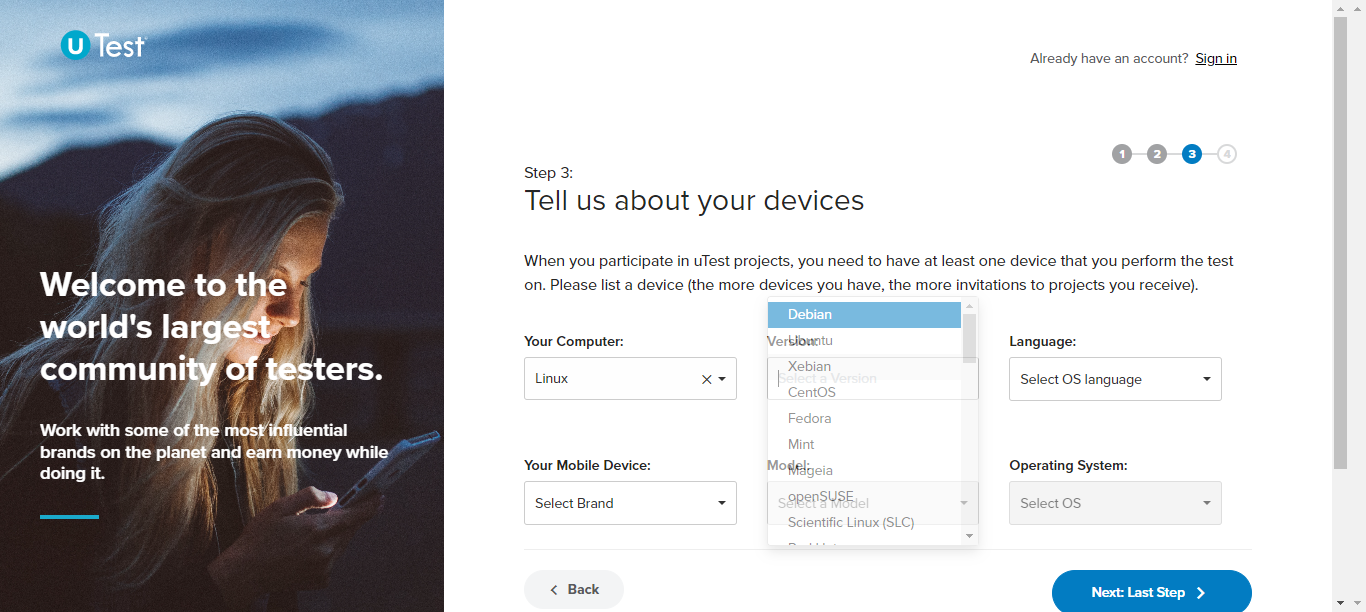 U Test
Already have an account? Sign in
1 2 3 4
Step 3:
Tell us about your devices
Welcome to the
world's largest
community of testers.
Work with some of the most influential
brands on the planet and earn money while
doing it.
When you participate in uTest projects, you need to have at least one device that you perform the test
on. Please list a device (the more devices you have, the more invitations to projects you receive).
Your Computer:
Linux
Version:
Select a Version
Debian
Ubuntu
Xebian
CentOS
Fedora
Mint
Mageia
openSUSE
Scientific Linux (SLC)
Language:
Select OS language
Your Mobile Device:
Select Brand
Model:
Select a Model
Operating System:
Select OS
Back
Next: Last Step